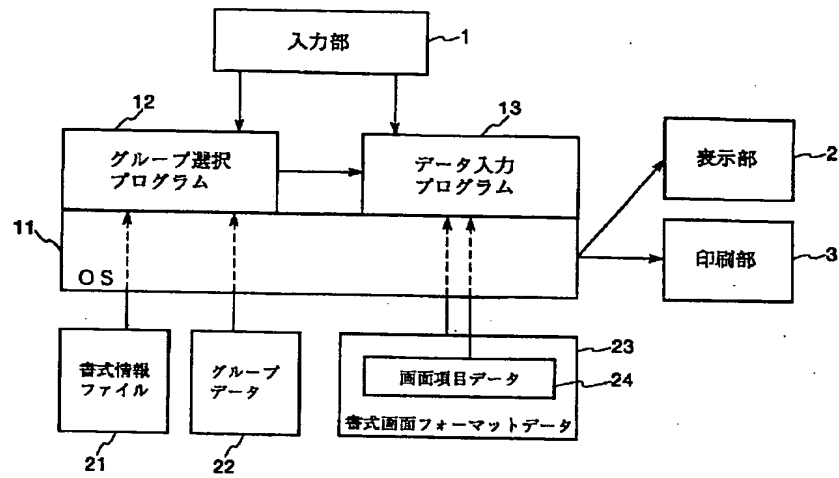 入力部
1
12
グループ選択
プログラム
13
データ入力
プログラム
表示部
2
11
OS
印刷部
3
書式情報
ファイル
21
グループ
データ
22
23
画面項目データ
24
書式画面フォーマットデータ